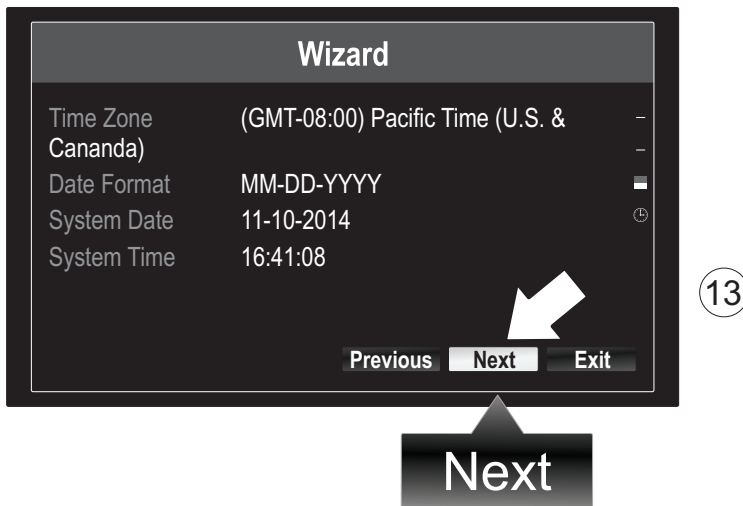 Wizard
Time Zone (GMT-08:00) Pacific Time (U.S. &
Cananda)
Date Format MM-DD-YYYY
System Date 11-10-2014
System Time 16:41:08
13
Previous Next Exit
Next